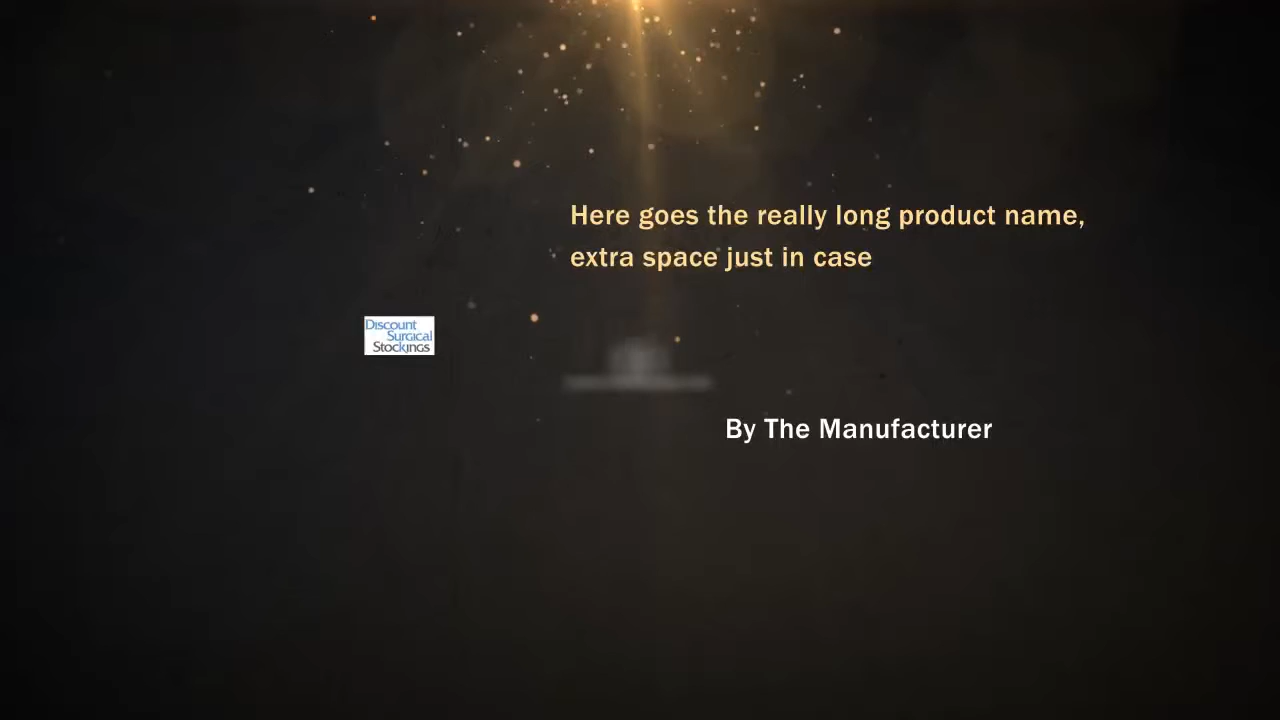 Here goes the really long product name,
extra space just in case
Discount
Surgical
Stockings
By The Manufacturer